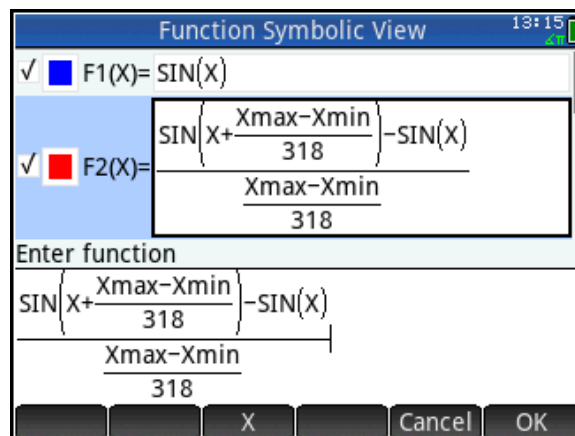 Function Symbolic View 13:15
∡π
√ F1(X)= SIN(X)
√ F2(X)= SIN(X+(Xmax-Xmin)/318)-SIN(X)
(Xmax-Xmin)/318
Enter function
SIN(X+(Xmax-Xmin)/318)-SIN(X)
(Xmax-Xmin)/318
X Cancel OK